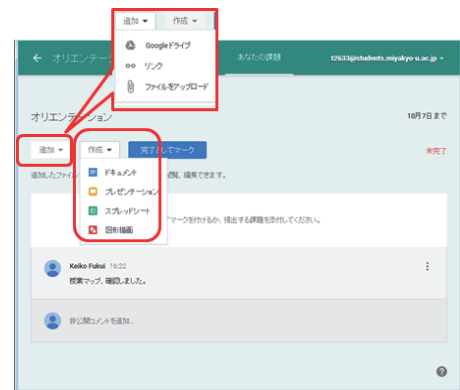 追加 ▼ 作成 ▼
Googleドライブ
リンク
ファイルをアップロード
← オリエンテーション あなたの課題 t2633@students.miyakyo-u.ac.jp
オリエンテーション 10月7日まで
追加 ▼ 作成 ▼ 完了としてマーク 未完了
追加したファイル 閲覧、編集できます。
ドキュメント
プレゼンテーション
スプレッドシート
図形描画
マークを付けるか、提出する課題を添付してください。
Keiko Fukui 16:22
授業マップ、確認しました。
非公開コメントを追加...